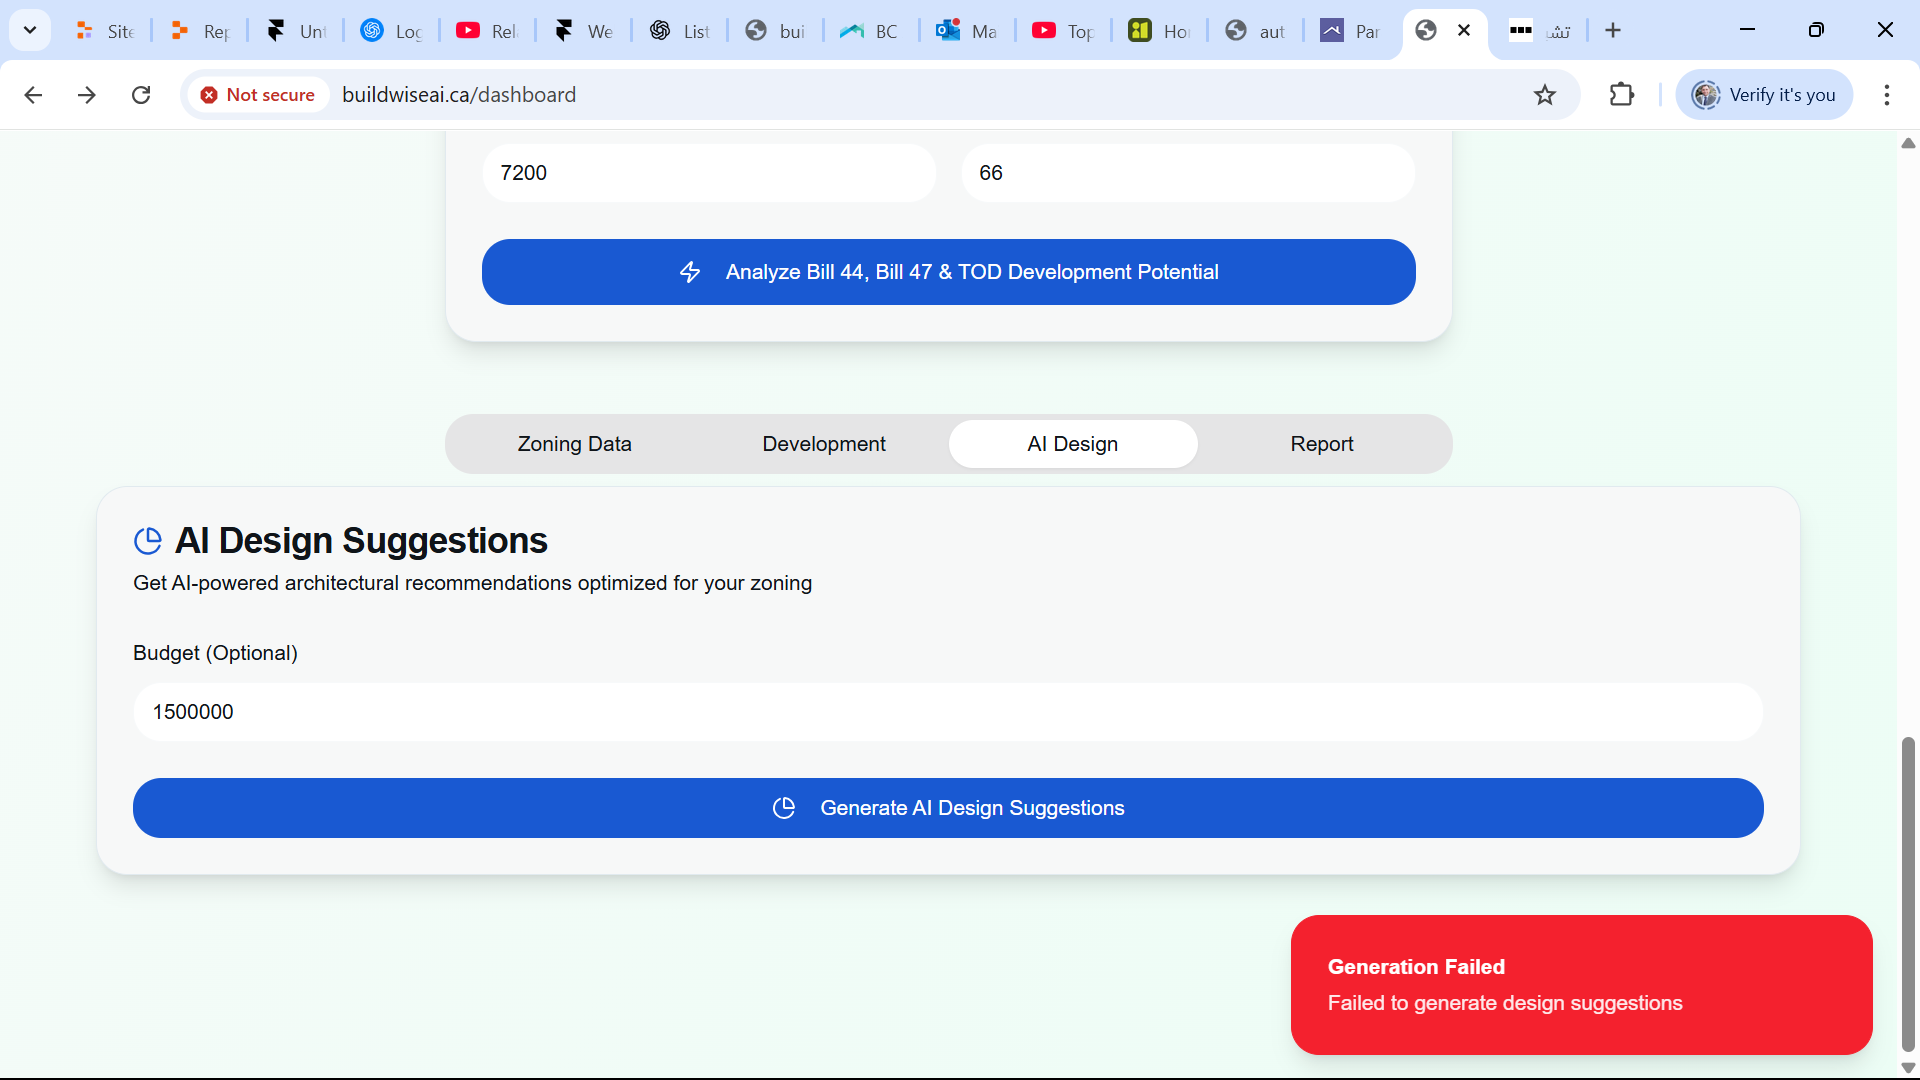 Site
Rep
Unt
Log
Rel
We
List
bui
BC
Ma
Top
Ho
aut
Par
تش
Not secure
buildwiseai.ca/dashboard
Verify it's you
7200
66
Analyze Bill 44, Bill 47 & TOD Development Potential
Zoning Data
Development
AI Design
Report
AI Design Suggestions
Get AI-powered architectural recommendations optimized for your zoning
Budget (Optional)
1500000
Generate AI Design Suggestions
Generation Failed
Failed to generate design suggestions